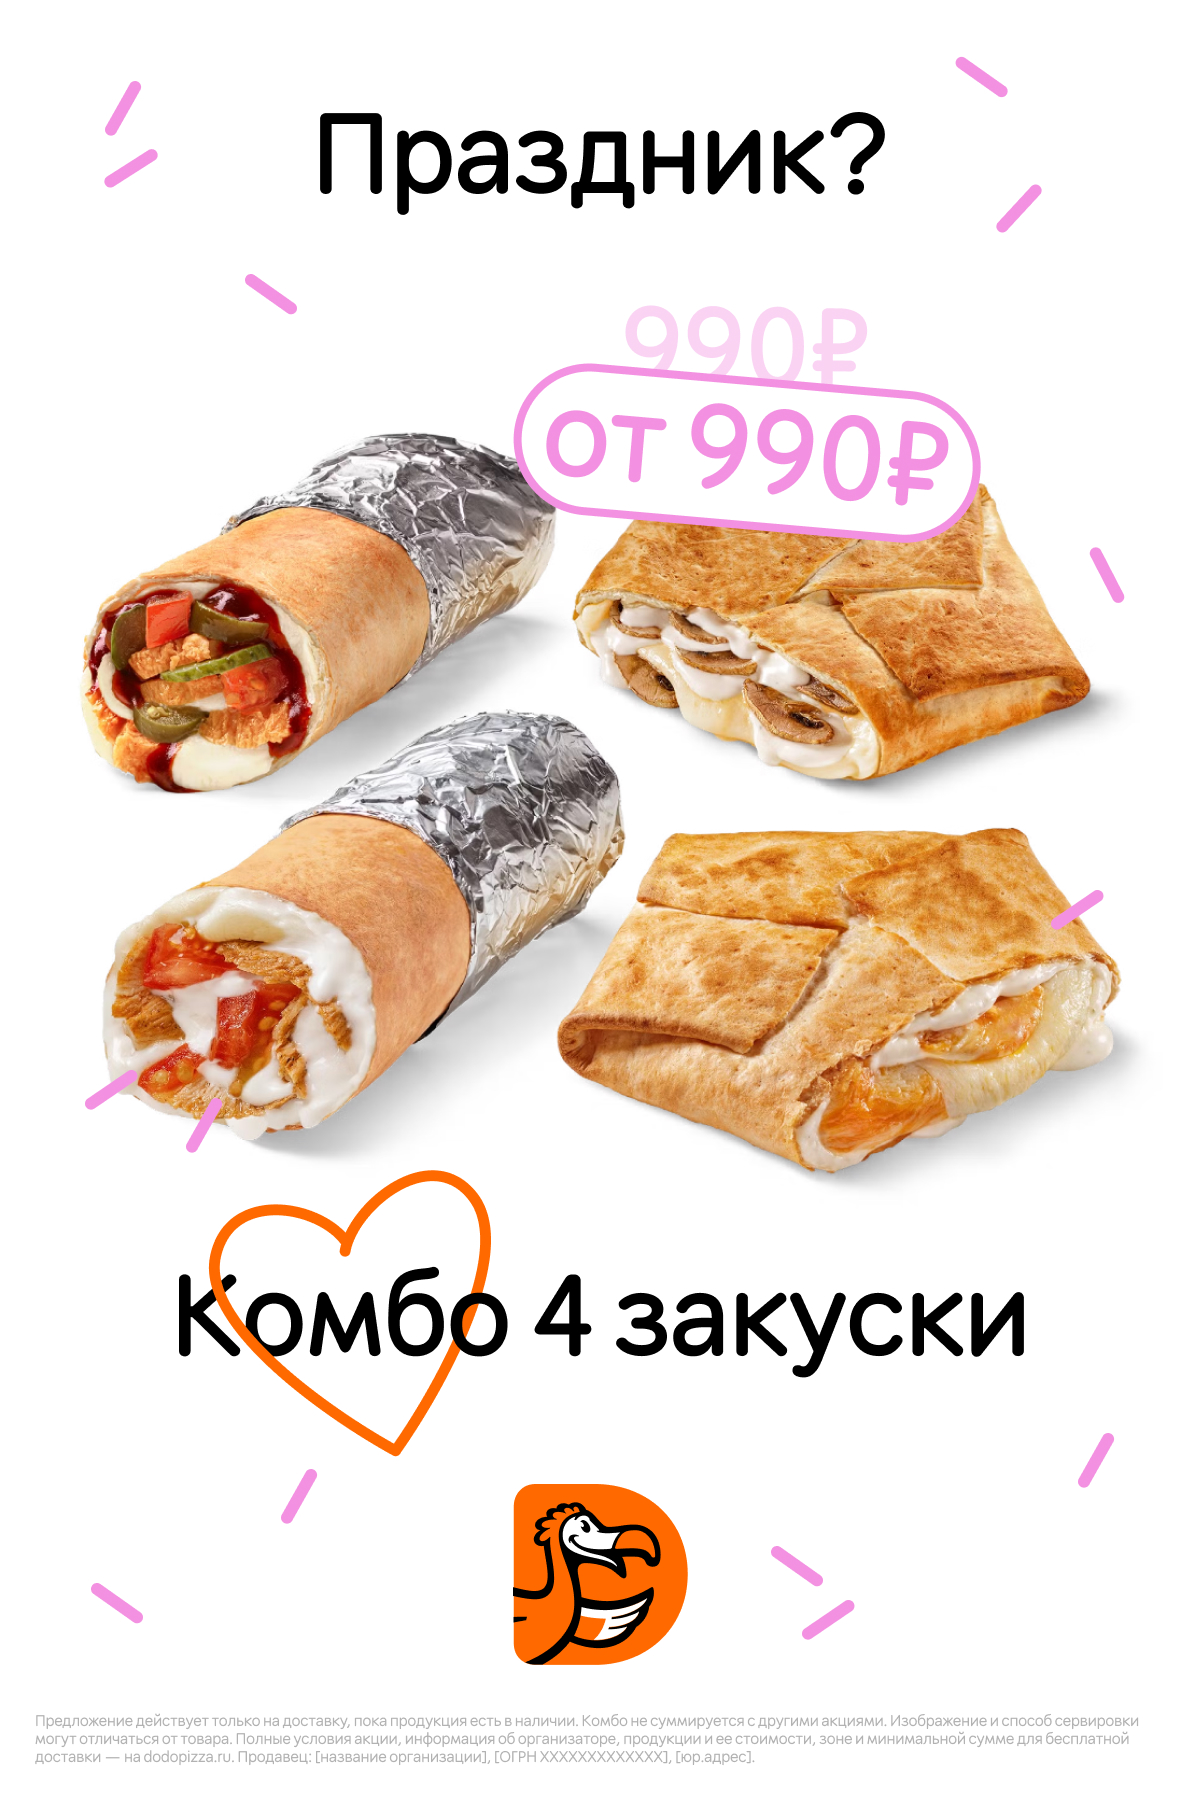 Праздник?
990₽
от 990₽
Комбо 4 закуски
Предложение действует только на доставку, пока продукция есть в наличии. Комбо не суммируется с другими акциями. Изображение и способ сервировки
могут отличаться от товара. Полные условия акции, информация об организаторе, продукции и ее стоимости, зоне и минимальной сумме для бесплатной
доставки — на dodopizza.ru. Продавец: [название организации], [ОГРН XXXXXXXXXXXXX], [юр.адрес].